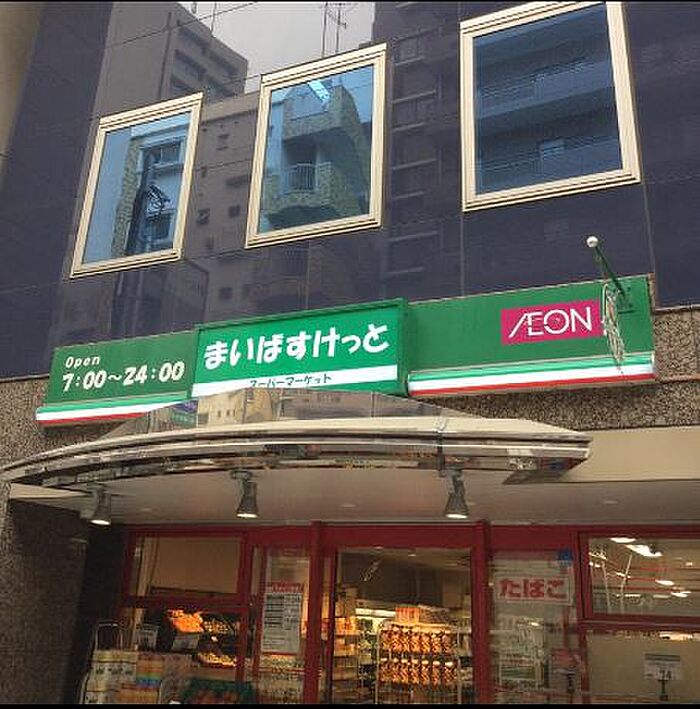 Open
7:00～24:00
まいばすけっと
スーパーマーケット
ÆON
たばこ